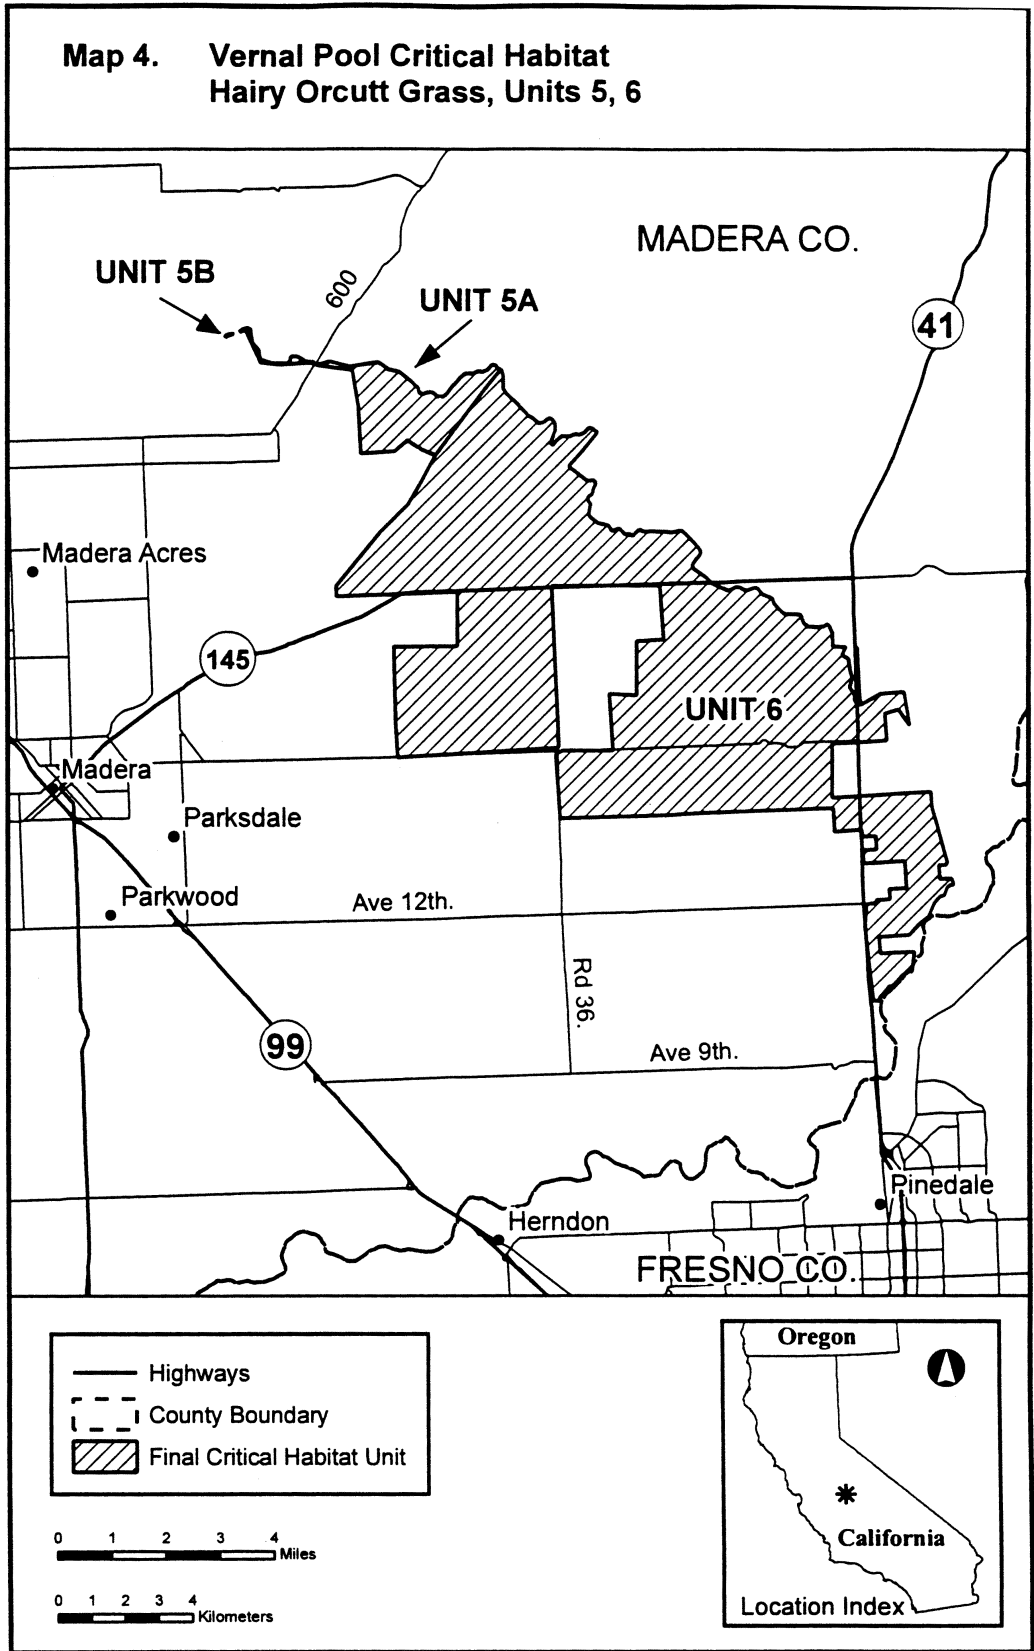 Map 4. Vernal Pool Critical Habitat
Hairy Orcutt Grass, Units 5, 6
MADERA CO.
UNIT 5B
600
UNIT 5A
41
Madera Acres
145
UNIT 6
Madera
Parksdale
Parkwood
Ave 12th.
Rd 36.
99
Ave 9th.
Pinedale
Herndon
FRESNO CO.
Highways
County Boundary
Final Critical Habitat Unit
0 1 2 3 4
Miles
0 1 2 3 4
Kilometers
Oregon
California
Location Index